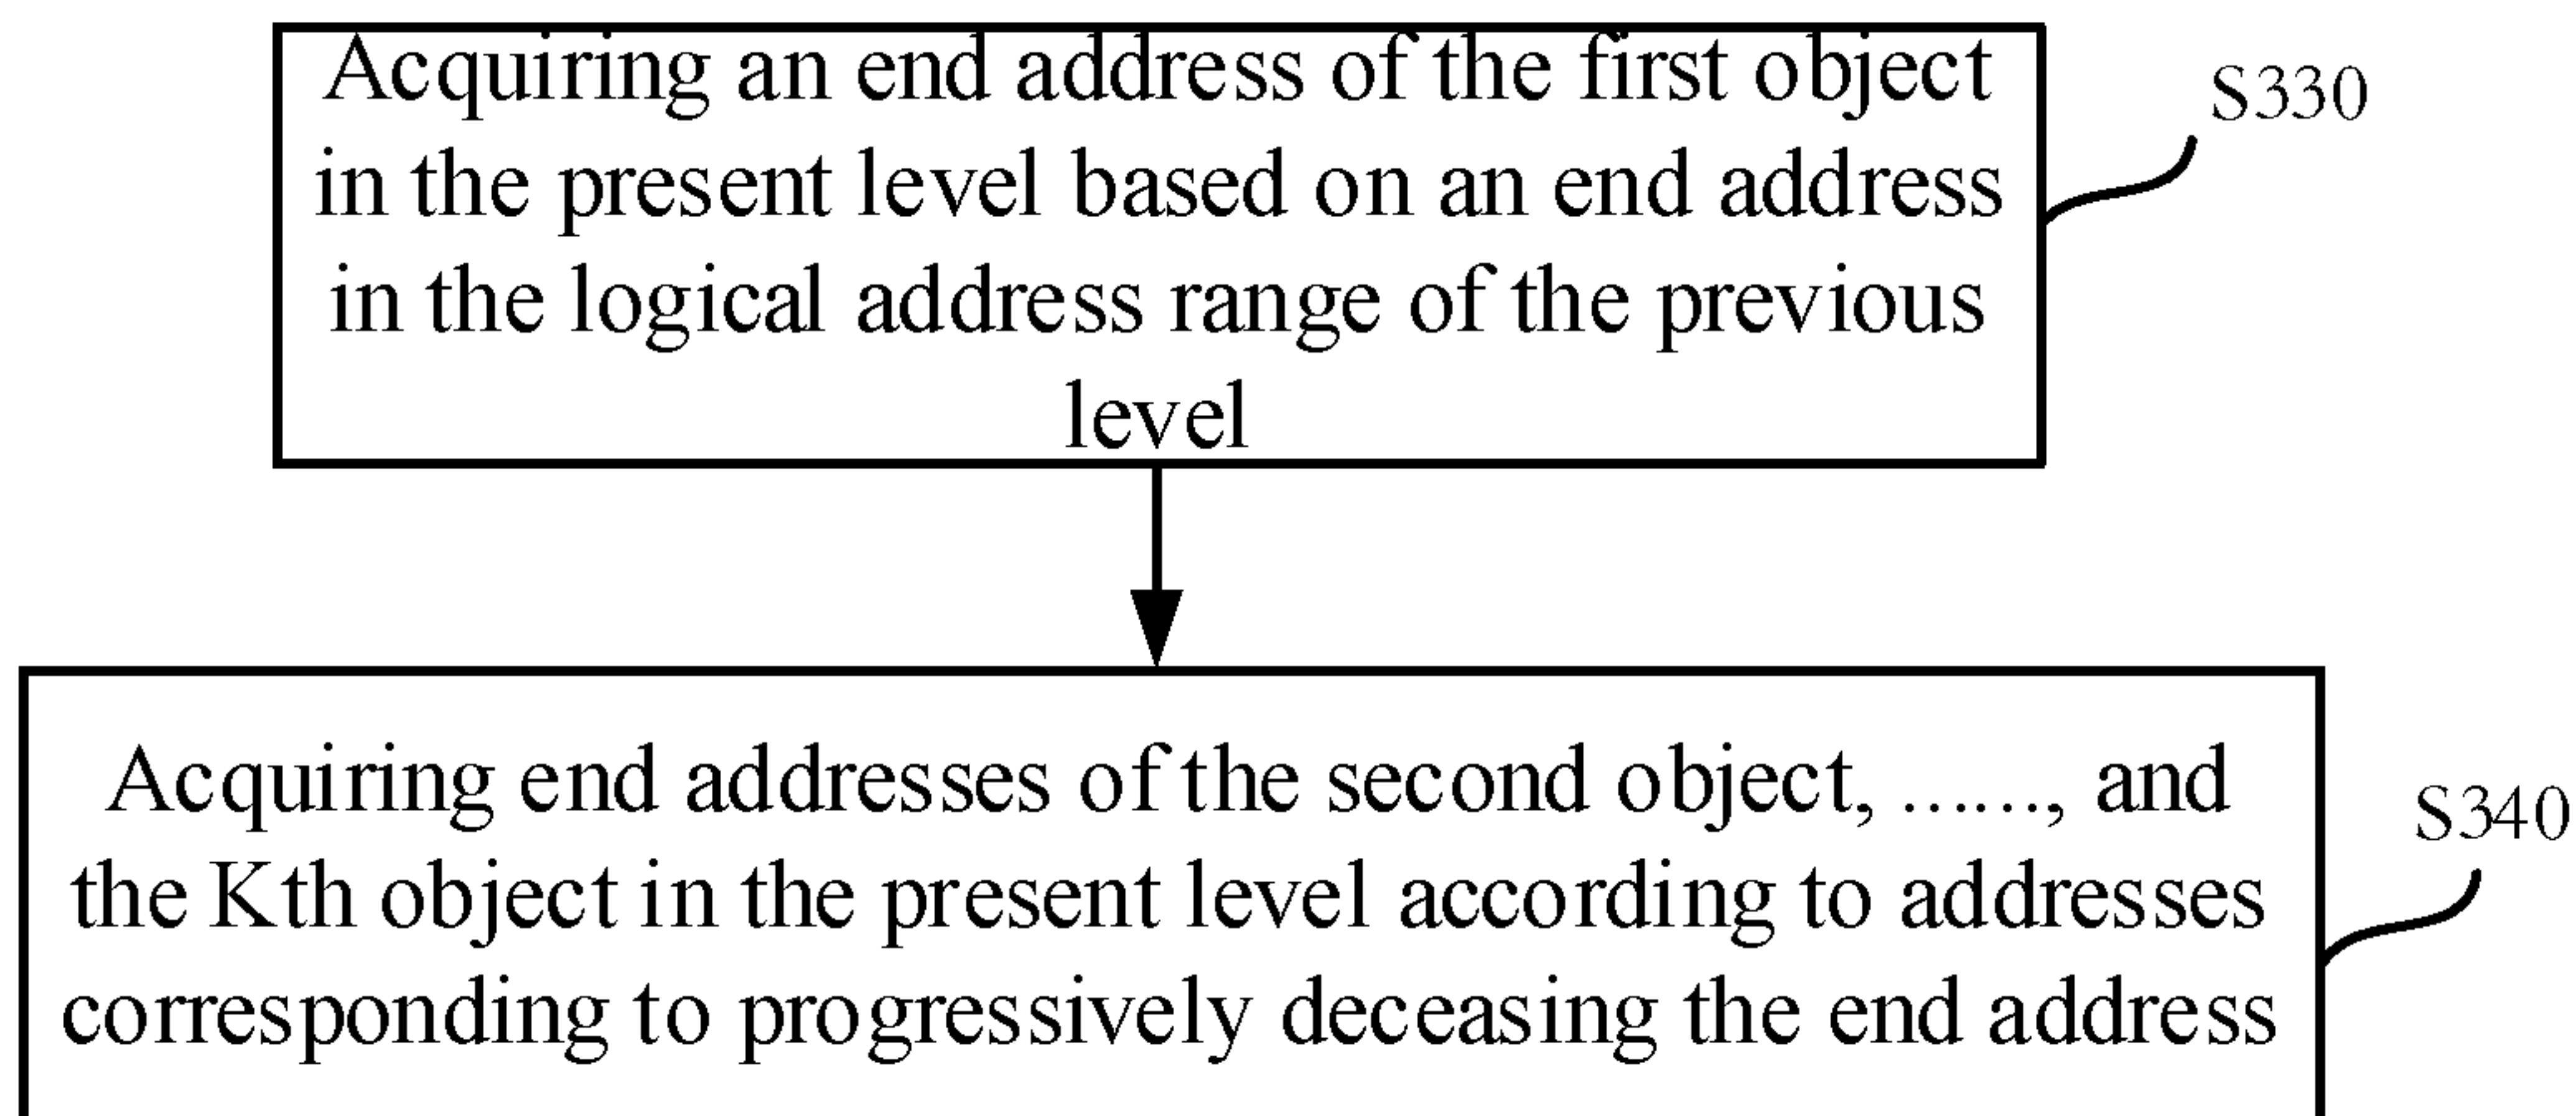 Acquiring an end address of the first object
in the present level based on an end address
in the logical address range of the previous
level
S330
Acquiring end addresses of the second object, ......, and
the Kth object in the present level according to addresses
corresponding to progressively deceasing the end address
S340